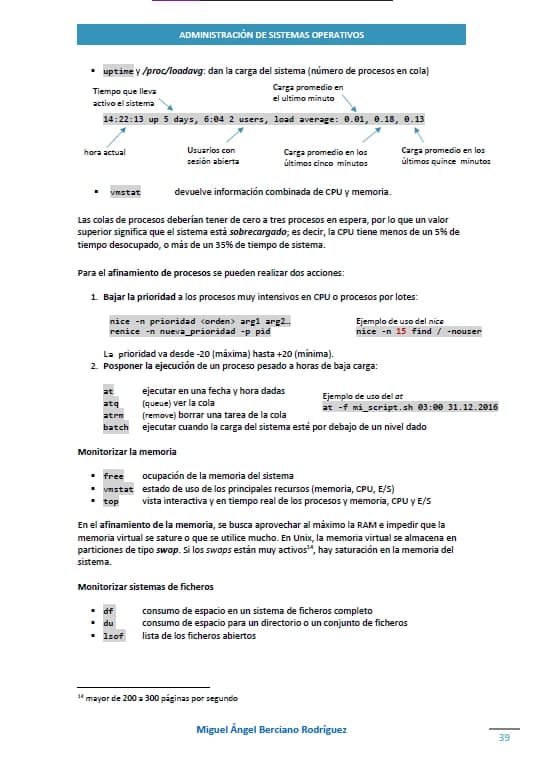 ADMINISTRACIÓN DE SISTEMAS OPERATIVOS
▪ uptime y /proc/loadavg: dan la carga del sistema (número de procesos en cola)
Tiempo que lleva
activo el sistema
Carga promedio en
el ultimo minuto
14:22:13 up 5 days, 6:04 2 users, load average: 0.01, 0.18, 0.13
hora actual
Usuarios con
sesión abierta
Carga promedio en los
últimos cinco minutos
Carga promedio en los
últimos quince minutos
▪ vmstat devuelve información combinada de CPU y memoria.
Las colas de procesos deberían tener de cero a tres procesos en espera, por lo que un valor
superior significa que el sistema está sobrecargado; es decir, la CPU tiene menos de un 5% de
tiempo desocupado, o más de un 35% de tiempo de sistema.
Para el afinamiento de procesos se pueden realizar dos acciones:
1. Bajar la prioridad a los procesos muy intensivos en CPU o procesos por lotes:
nice -n prioridad <orden> arg1 arg2…
renice -n nueva_prioridad -p pid
Ejemplo de uso del nice
nice -n 15 find / -nouser
La prioridad va desde -20 (máxima) hasta +20 (mínima).
2. Posponer la ejecución de un proceso pesado a horas de baja carga:
at ejecutar en una fecha y hora dadas
atq (queue) ver la cola
atrm (remove) borrar una tarea de la cola
batch ejecutar cuando la carga del sistema esté por debajo de un nivel dado
Ejemplo de uso del at
at -f mi_script.sh 03:00 31.12.2016
Monitorizar la memoria
▪ free ocupación de la memoria del sistema
▪ vmstat estado de uso de los principales recursos (memoria, CPU, E/S)
▪ top vista interactiva y en tiempo real de los procesos y memoria, CPU y E/S
En el afinamiento de la memoria, se busca aprovechar al máximo la RAM e impedir que la
memoria virtual se sature o que se utilice mucho. En Unix, la memoria virtual se almacena en
particiones de tipo swap. Si los swaps están muy activos¹⁴, hay saturación en la memoria del
sistema.
Monitorizar sistemas de ficheros
▪ df consumo de espacio en un sistema de ficheros completo
▪ du consumo de espacio para un directorio o un conjunto de ficheros
▪ lsof lista de los ficheros abiertos
¹⁴ mayor de 200 a 300 páginas por segundo
Miguel Ángel Berciano Rodríguez
39